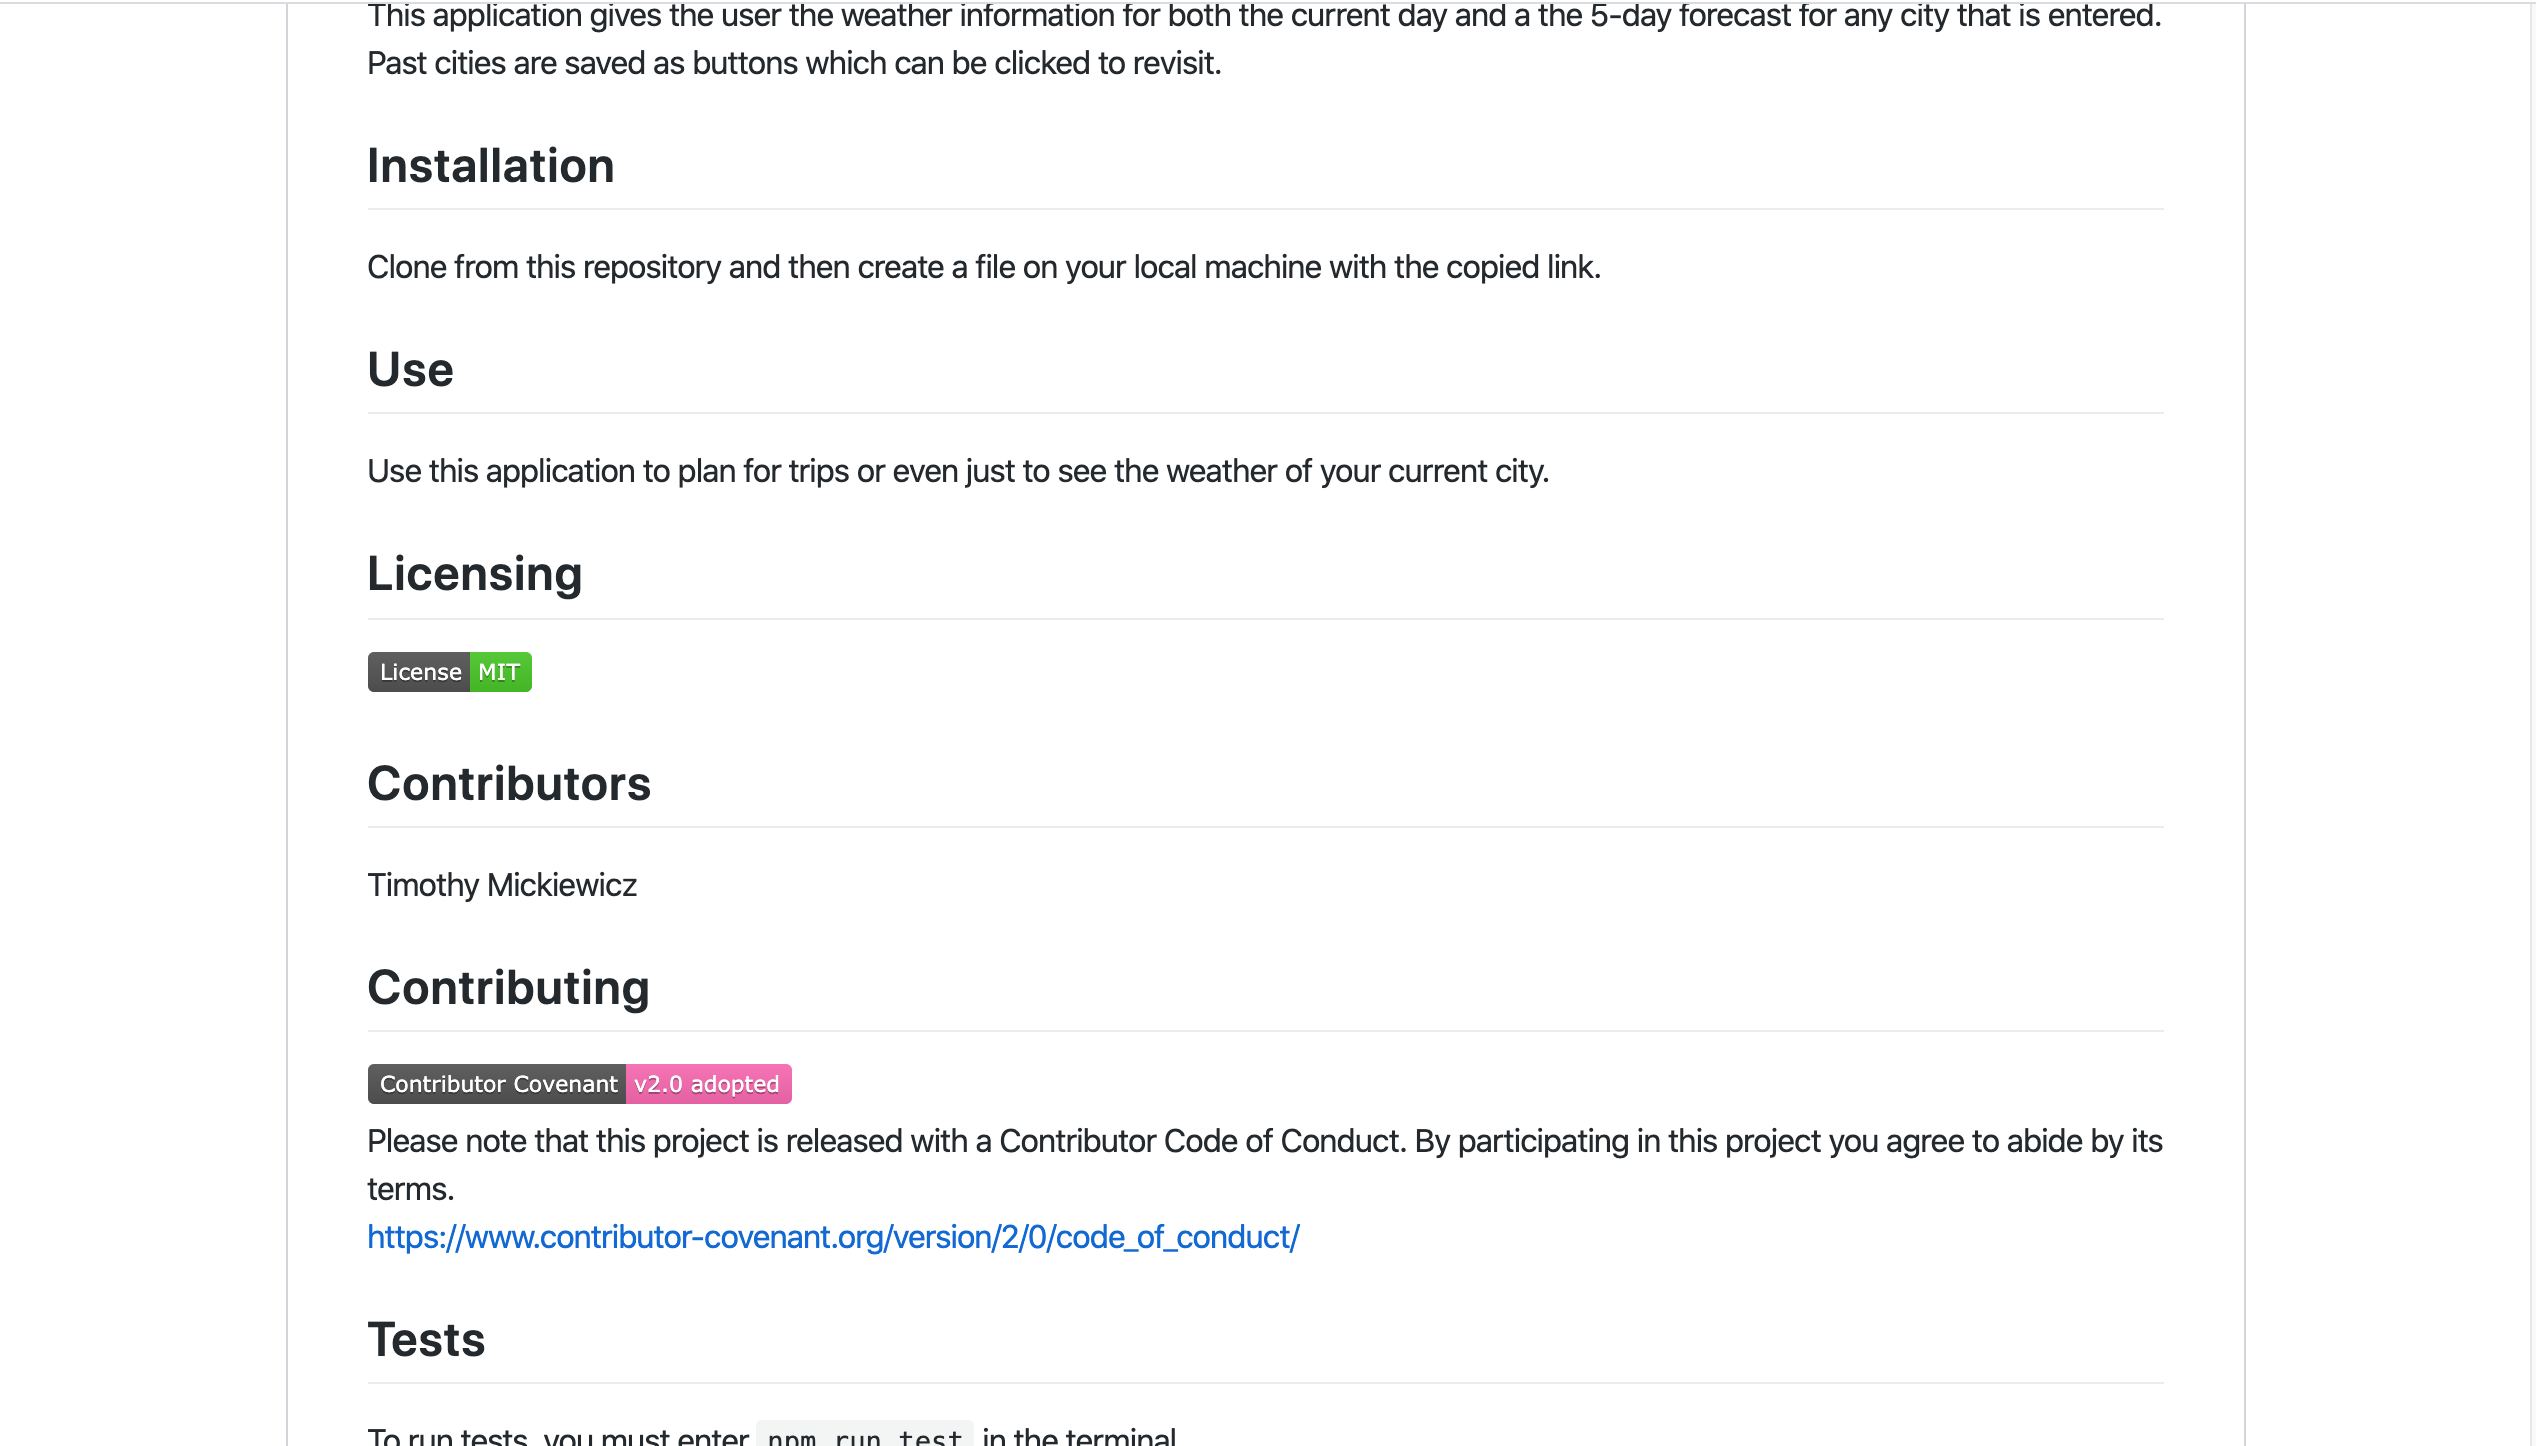 This application gives the user the weather information for both the current day and a the 5-day forecast for any city that is entered.
Past cities are saved as buttons which can be clicked to revisit.
Installation
Clone from this repository and then create a file on your local machine with the copied link.
Use
Use this application to plan for trips or even just to see the weather of your current city.
Licensing
License MIT
Contributors
Timothy Mickiewicz
Contributing
Contributor Covenant v2.0 adopted
Please note that this project is released with a Contributor Code of Conduct. By participating in this project you agree to abide by its
terms.
https://www.contributor-covenant.org/version/2/0/code_of_conduct/
Tests
To run tests, you must enter npm run test in the terminal